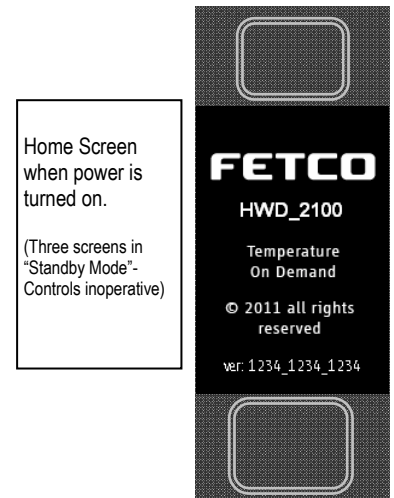 Home Screen
when power is
turned on.
(Three screens in
“Standby Mode”-
Controls inoperative)
FETCO
HWD_2100
Temperature
On Demand
© 2011 all rights
reserved
ver: 1234_1234_1234